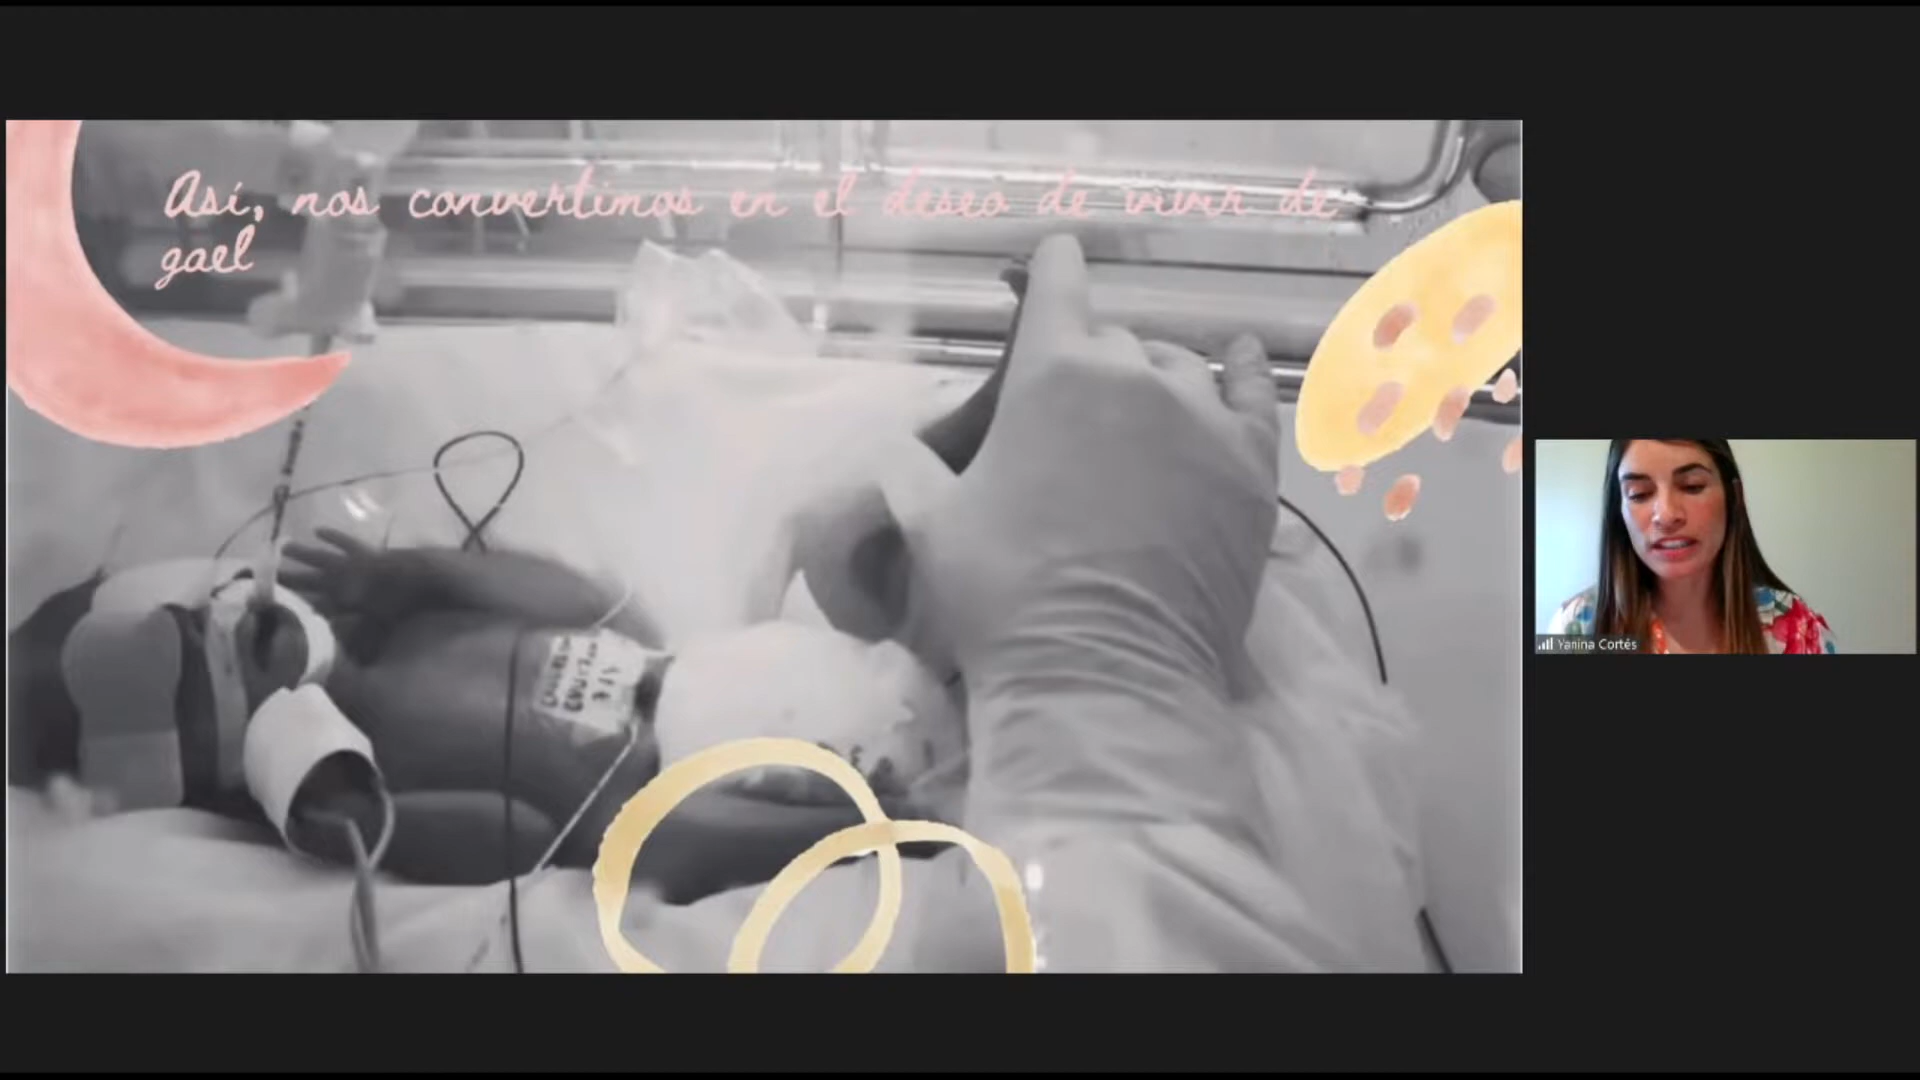 Así, nos convertimos en el deseo de vivir de
gael
Yanina Cortés